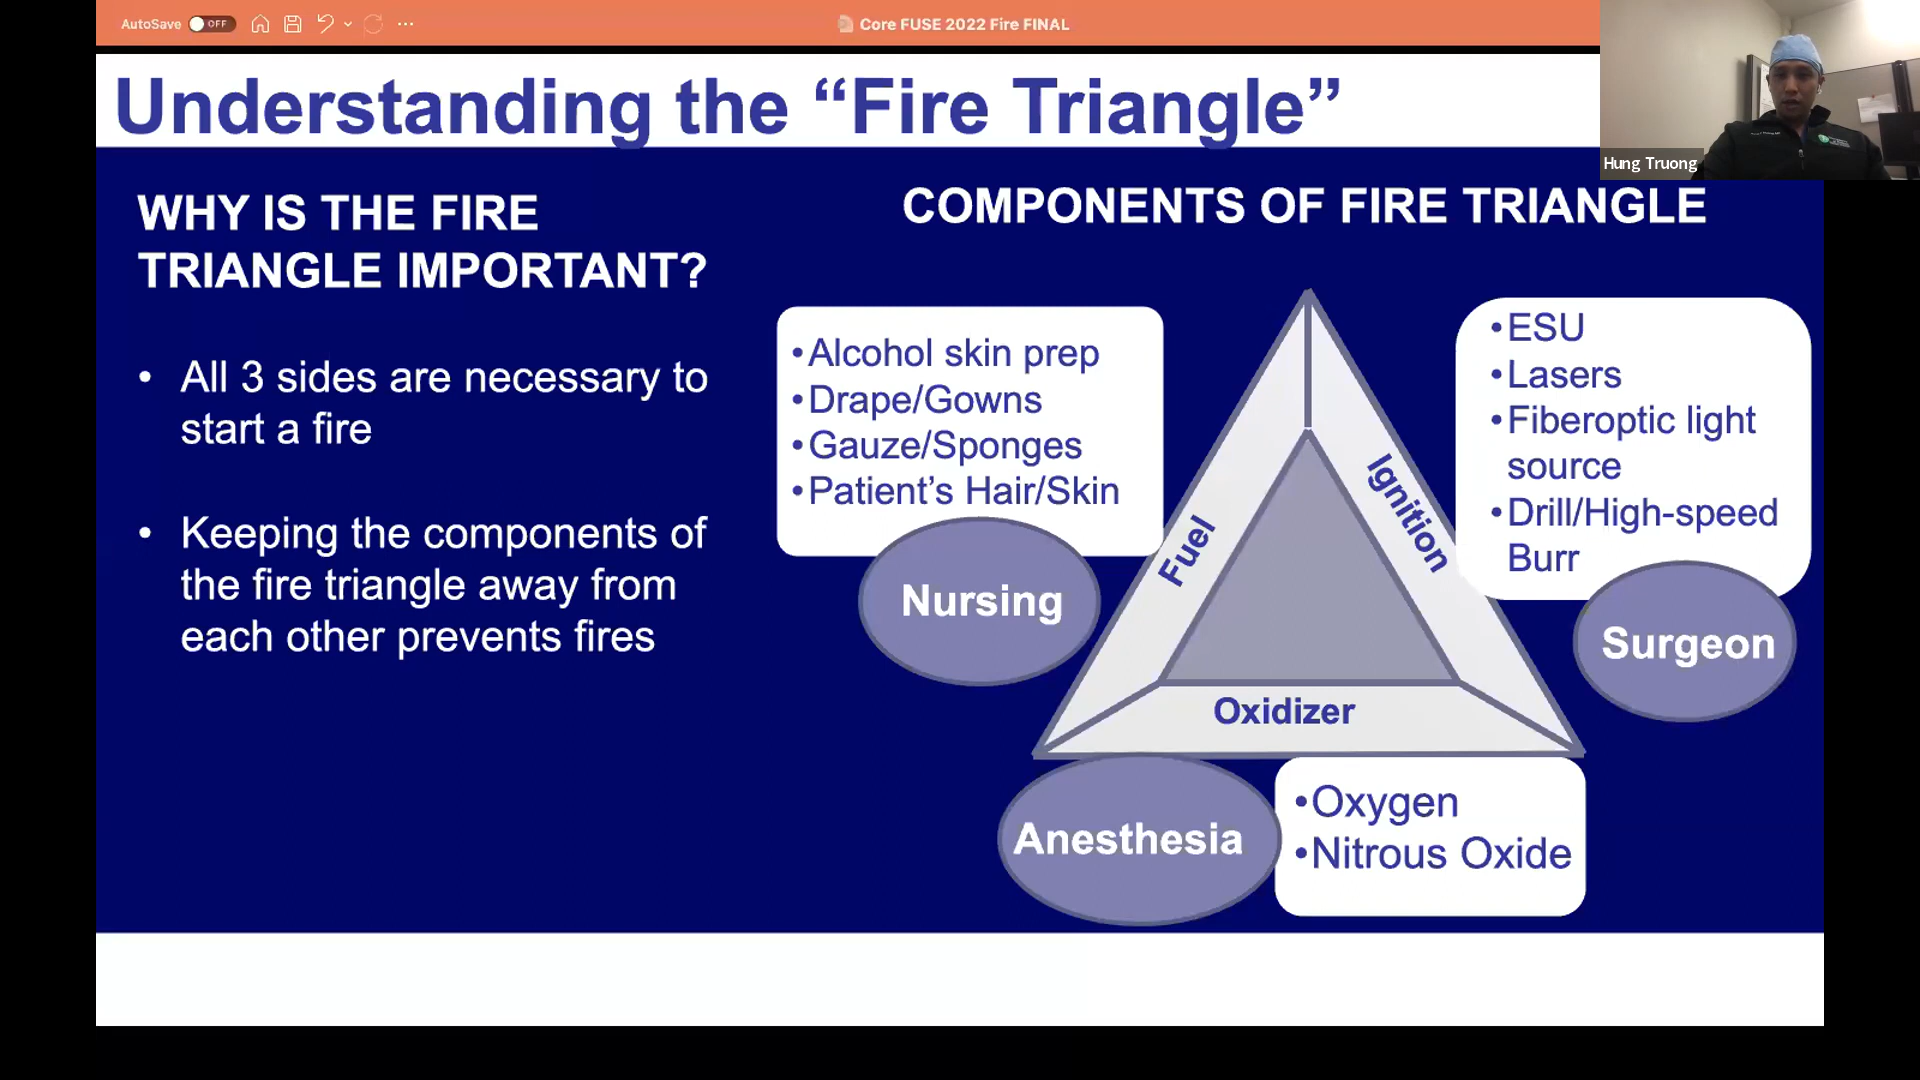 AutoSave OFF
Core FUSE 2022 Fire FINAL
Understanding the “Fire Triangle”
Hung Truong
WHY IS THE FIRE
TRIANGLE IMPORTANT?
• All 3 sides are necessary to
start a fire
• Keeping the components of
the fire triangle away from
each other prevents fires
COMPONENTS OF FIRE TRIANGLE
•Alcohol skin prep
•Drape/Gowns
•Gauze/Sponges
•Patient’s Hair/Skin
Nursing
Fuel
Ignition
•ESU
•Lasers
•Fiberoptic light
source
•Drill/High-speed
Burr
Surgeon
Oxidizer
Anesthesia
•Oxygen
•Nitrous Oxide